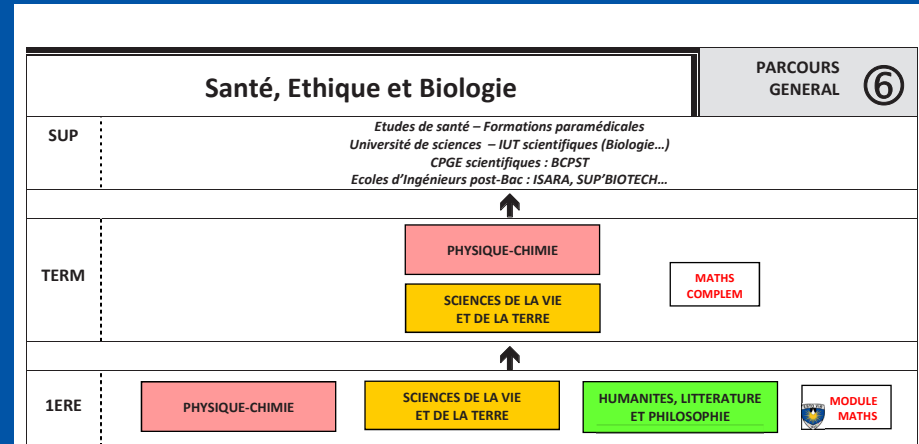 Santé, Ethique et Biologie
PARCOURS
GENERAL
⑥
SUP
Etudes de santé – Formations paramédicales
Université de sciences – IUT scientifiques (Biologie…)
CPGE scientifiques : BCPST
Ecoles d’Ingénieurs post-Bac : ISARA, SUP’BIOTECH…
TERM
PHYSIQUE-CHIMIE
SCIENCES DE LA VIE
ET DE LA TERRE
MATHS
COMPLEM
1ERE
PHYSIQUE-CHIMIE
SCIENCES DE LA VIE
ET DE LA TERRE
HUMANITES, LITTERATURE
ET PHILOSOPHIE
MODULE
MATHS